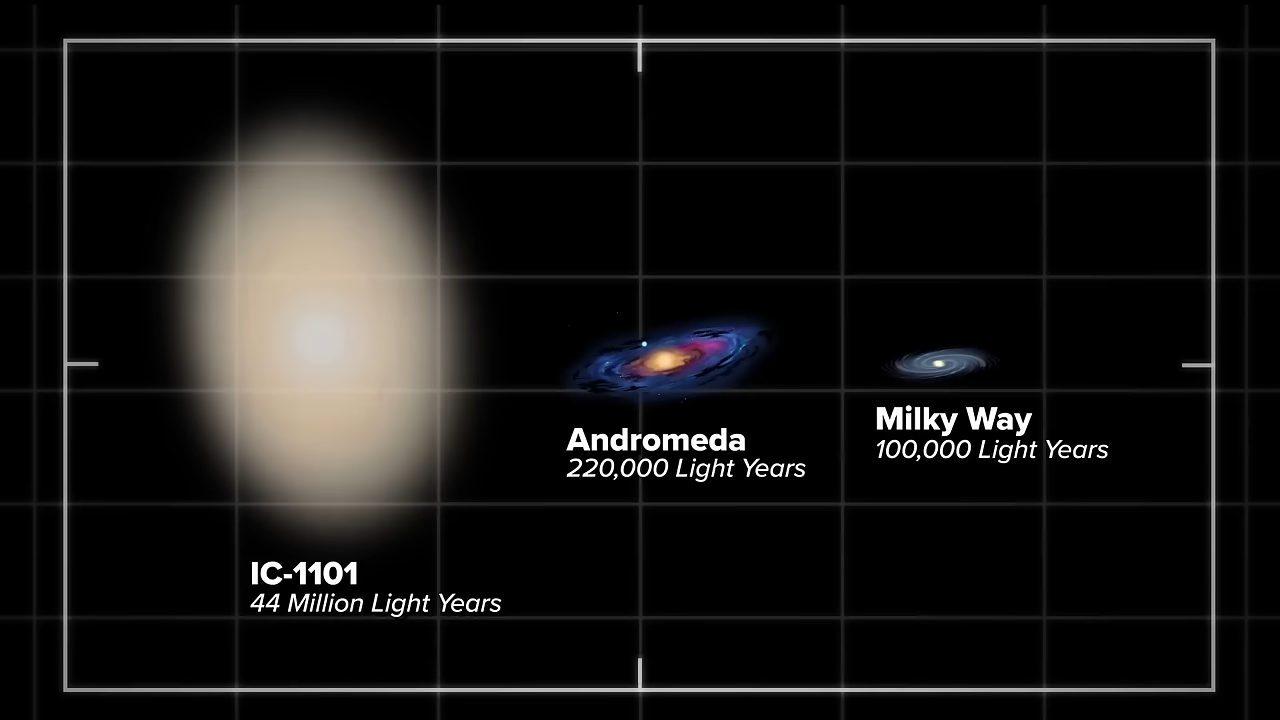 IC-1101
44 Million Light Years
Andromeda
220,000 Light Years
Milky Way
100,000 Light Years